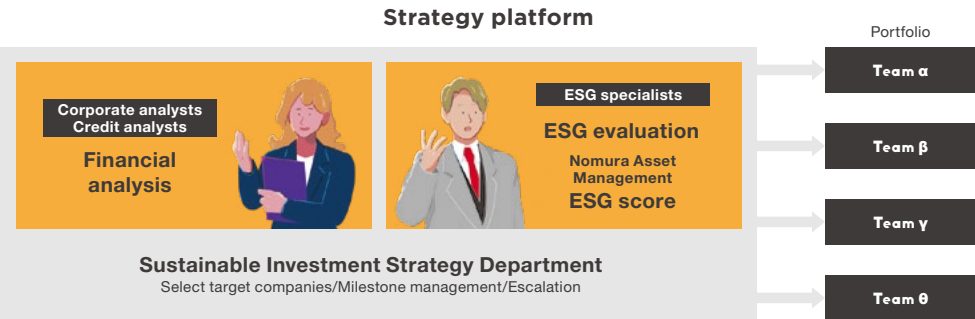 Strategy platform
Portfolio
Corporate analysts
Credit analysts
Financial
analysis
ESG specialists
ESG evaluation
Nomura Asset
Management
ESG score
Sustainable Investment Strategy Department
Select target companies/Milestone management/Escalation
Team α
Team β
Team γ
Team θ